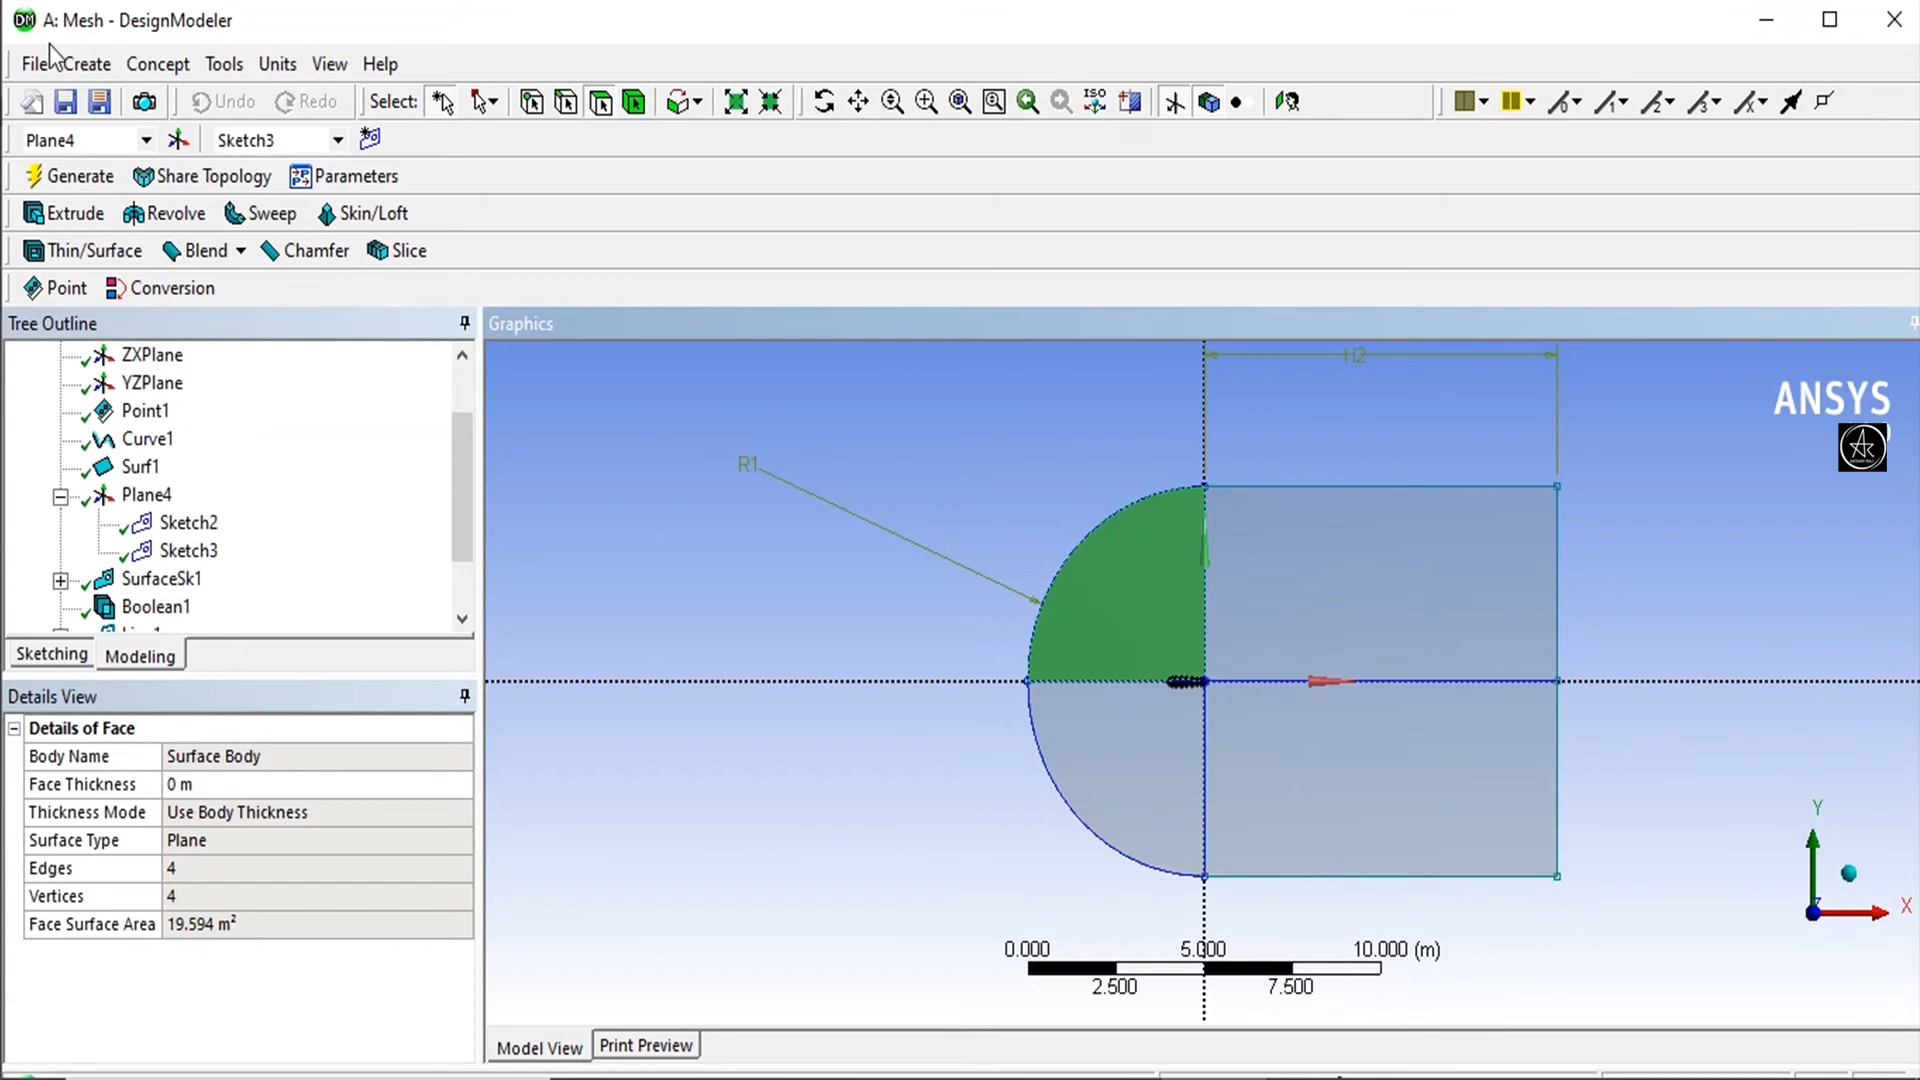 DM A: Mesh - DesignModeler
File Create Concept Tools Units View Help
Undo Redo Select: ISO
Plane4 Sketch3
Generate Share Topology Parameters
Extrude Revolve Sweep Skin/Loft
Thin/Surface Blend Chamfer Slice
Point Conversion
Tree Outline
ZXPlane
YZPlane
Point1
Curve1
Surf1
Plane4
Sketch2
Sketch3
SurfaceSk1
Boolean1
Sketching Modeling
Details View
Details of Face
Body Name Surface Body
Face Thickness 0 m
Thickness Mode Use Body Thickness
Surface Type Plane
Edges 4
Vertices 4
Face Surface Area 19.594 m²
Graphics
H2
ANSYS
R1
Y
X
0.000 5.000 10.000 (m)
2.500 7.500
Model View Print Preview